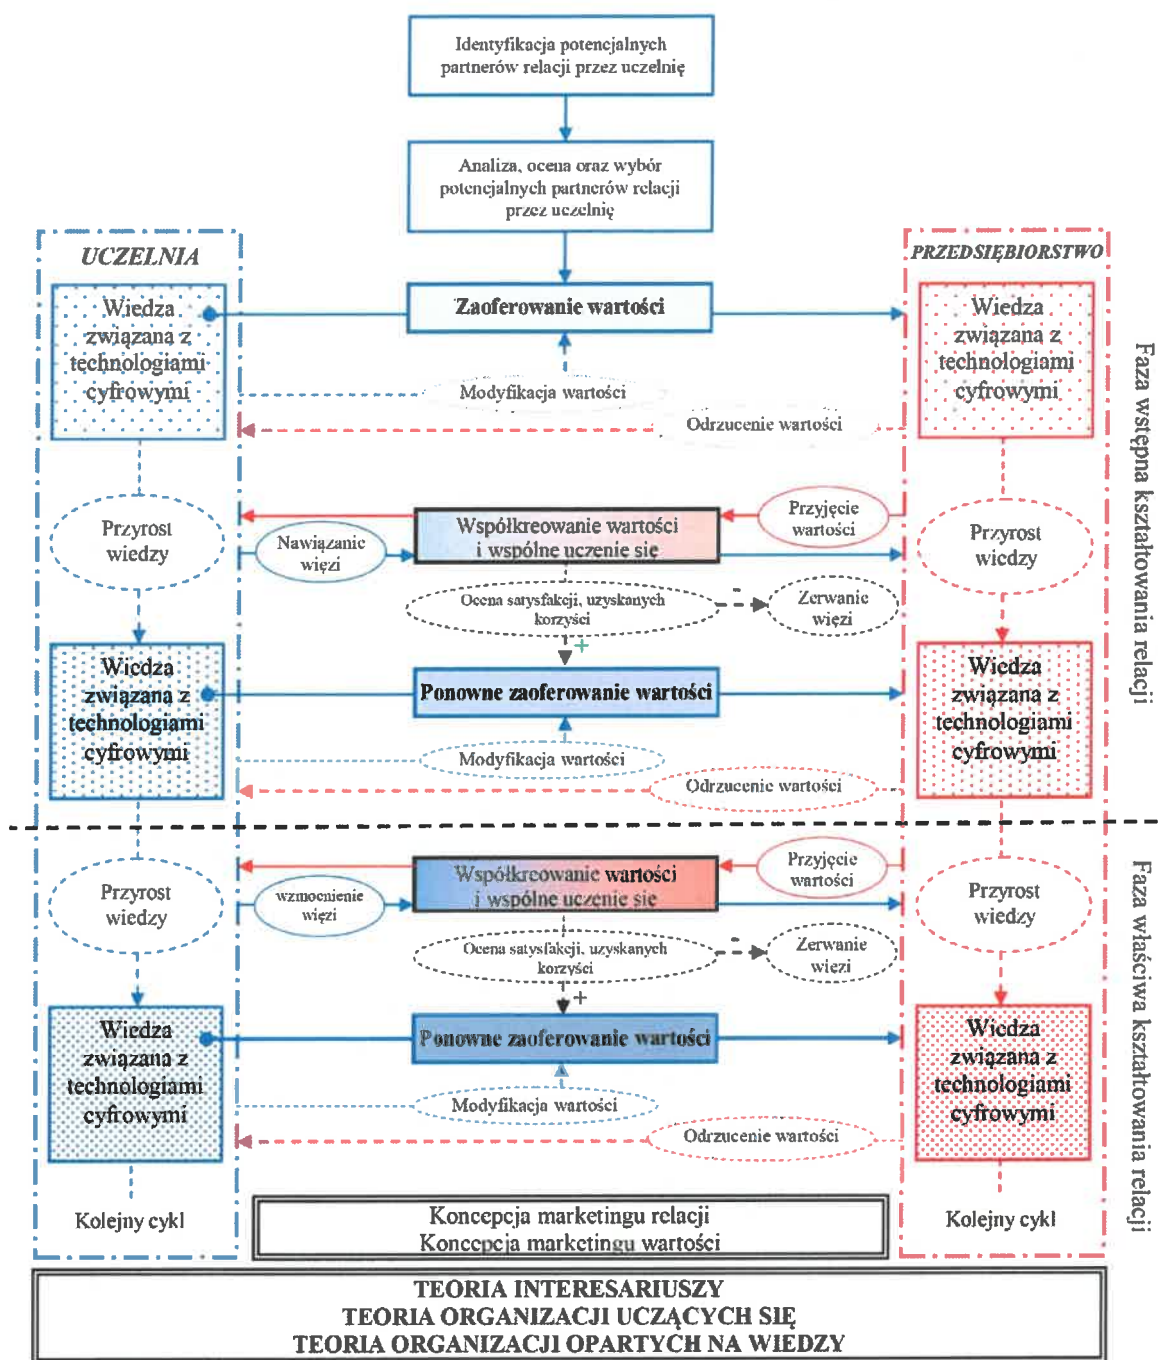 Identyfikacja potencjalnych
partnerów relacji przez uczelnię
Analiza, ocena oraz wybór
potencjalnych partnerów relacji
przez uczelnię
UCZELNIA
PRZEDSIĘBIORSTWO
Wiedza
związana z
technologiami
cyfrowymi
Zaoferowanie wartości
Wiedza
związana z
technologiami
cyfrowymi
Modyfikacja wartości
Odrzucenie wartości
Przyrost
wiedzy
Nawiązanie
więzi
Współkreowanie wartości
i wspólne uczenie się
Przyjęcie
wartości
Przyrost
wiedzy
Ocena satysfakcji, uzyskanych
korzyści
-
Zerwanie
więzi
+
Wiedza
związana z
technologiami
cyfrowymi
Ponowne zaoferowanie wartości
Wiedza
związana z
technologiami
cyfrowymi
Modyfikacja wartości
Odrzucenie wartości
Faza wstępna kształtowania relacji
Przyrost
wiedzy
wzmocnienie
więzi
Współkreowanie wartości
i wspólne uczenie się
Przyjęcie
wartości
Przyrost
wiedzy
Ocena satysfakcji, uzyskanych
korzyści
-
Zerwanie
więzi
+
Wiedza
związana z
technologiami
cyfrowymi
Ponowne zaoferowanie wartości
Wiedza
związana z
technologiami
cyfrowymi
Modyfikacja wartości
Odrzucenie wartości
Faza właściwa kształtowania relacji
Kolejny cykl
Kolejny cykl
Koncepcja marketingu relacji
Koncepcja marketingu wartości
TEORIA INTERESARIUSZY
TEORIA ORGANIZACJI UCZĄCYCH SIĘ
TEORIA ORGANIZACJI OPARTYCH NA WIEDZY